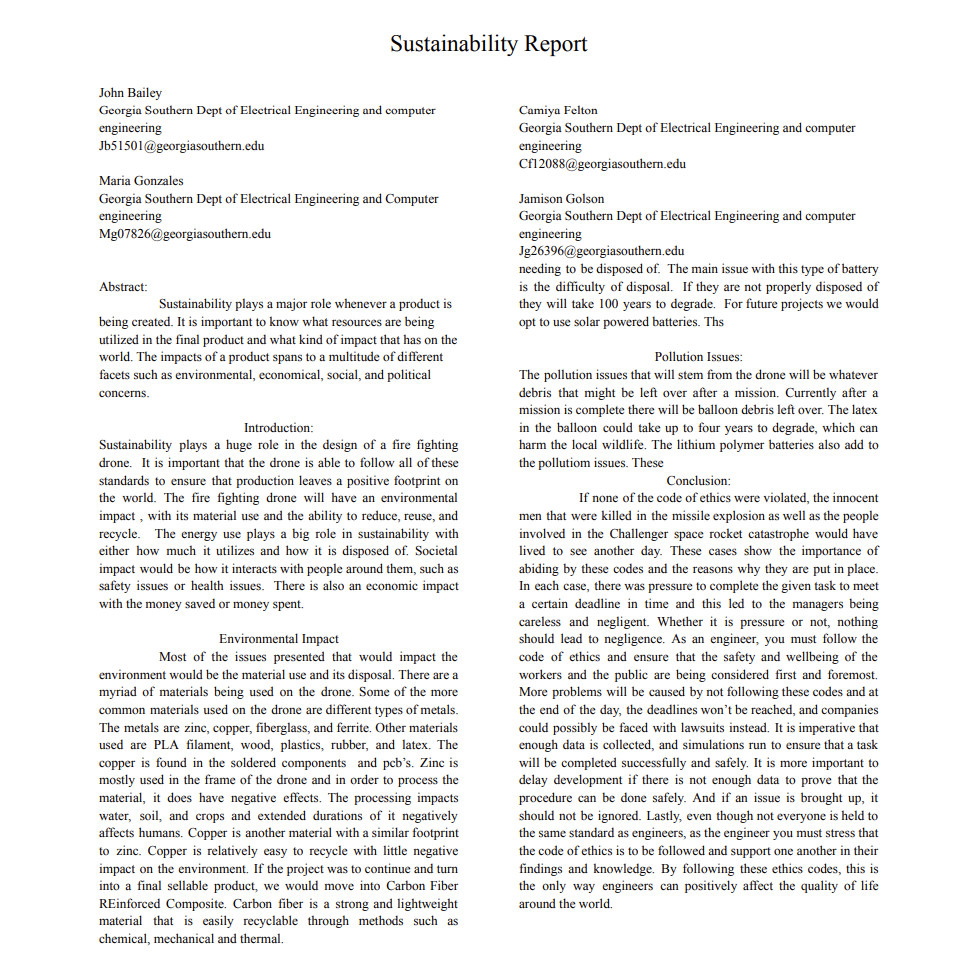 Sustainability Report
John Bailey
Georgia Southern Dept of Electrical Engineering and computer
engineering
Jb51501@georgiasouthern.edu
Maria Gonzales
Georgia Southern Dept of Electrical Engineering and Computer
engineering
Mg07826@georgiasouthern.edu
Abstract:
Sustainability plays a major role whenever a product is
being created. It is important to know what resources are being
utilized in the final product and what kind of impact that has on the
world. The impacts of a product spans to a multitude of different
facets such as environmental, economical, social, and political
concerns.
Introduction:
Sustainability plays a huge role in the design of a fire fighting
drone. It is important that the drone is able to follow all of these
standards to ensure that production leaves a positive footprint on
the world. The fire fighting drone will have an environmental
impact , with its material use and the ability to reduce, reuse, and
recycle. The energy use plays a big role in sustainability with
either how much it utilizes and how it is disposed of. Societal
impact would be how it interacts with people around them, such as
safety issues or health issues. There is also an economic impact
with the money saved or money spent.
Environmental Impact
Most of the issues presented that would impact the
environment would be the material use and its disposal. There are a
myriad of materials being used on the drone. Some of the more
common materials used on the drone are different types of metals.
The metals are zinc, copper, fiberglass, and ferrite. Other materials
used are PLA filament, wood, plastics, rubber, and latex. The
copper is found in the soldered components and pcb's. Zinc is
mostly used in the frame of the drone and in order to process the
material, it does have negative effects. The processing impacts
water, soil, and crops and extended durations of it negatively
affects humans. Copper is another material with a similar footprint
to zinc. Copper is relatively easy to recycle with little negative
impact on the environment. If the project was to continue and turn
into a final sellable product, we would move into Carbon Fiber
REinforced Composite. Carbon fiber is a strong and lightweight
material that is easily recyclable through methods such as
chemical, mechanical and thermal.
Camiya Felton
Georgia Southern Dept of Electrical Engineering and computer
engineering
Cf12088@georgiasouthern.edu
Jamison Golson
Georgia Southern Dept of Electrical Engineering and computer
engineering
Jg26396@georgiasouthern.edu
needing to be disposed of. The main issue with this type of battery
is the difficulty of disposal. If they are not properly disposed of
they will take 100 years to degrade. For future projects we would
opt to use solar powered batteries. Ths
Pollution Issues:
The pollution issues that will stem from the drone will be whatever
debris that might be left over after a mission. Currently after a
mission is complete there will be balloon debris left over. The latex
in the balloon could take up to four years to degrade, which can
harm the local wildlife. The lithium polymer batteries also add to
the pollutiom issues. These
Conclusion:
If none of the code of ethics were violated, the innocent
men that were killed in the missile explosion as well as the people
involved in the Challenger space rocket catastrophe would have
lived to see another day. These cases show the importance of
abiding by these codes and the reasons why they are put in place.
In each case, there was pressure to complete the given task to meet
a certain deadline in time and this led to the managers being
careless and negligent. Whether it is pressure or not, nothing
should lead to negligence. As an engineer, you must follow the
code of ethics and ensure that the safety and wellbeing of the
workers and the public are being considered first and foremost.
More problems will be caused by not following these codes and at
the end of the day, the deadlines won't be reached, and companies
could possibly be faced with lawsuits instead. It is imperative that
enough data is collected, and simulations run to ensure that a task
will be completed successfully and safely. It is more important to
delay development if there is not enough data to prove that the
procedure can be done safely. And if an issue is brought up, it
should not be ignored. Lastly, even though not everyone is held to
the same standard as engineers, as the engineer you must stress that
the code of ethics is to be followed and support one another in their
findings and knowledge. By following these ethics codes, this is
the only way engineers can positively affect the quality of life
around the world.